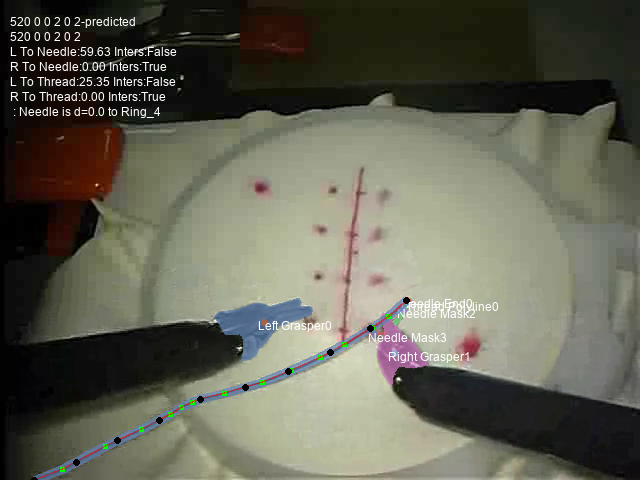 520 0 0 2 0 2-predicted
520 0 0 2 0 2
L To Needle:59.63 Inters:False
R To Needle:0.00 Inters:True
L To Thread:25.35 Inters:False
R To Thread:0.00 Inters:True
: Needle is d=0.0 to Ring_4
Needle Mask2
Left Grasper0
Needle Mask3
Right Grasper1